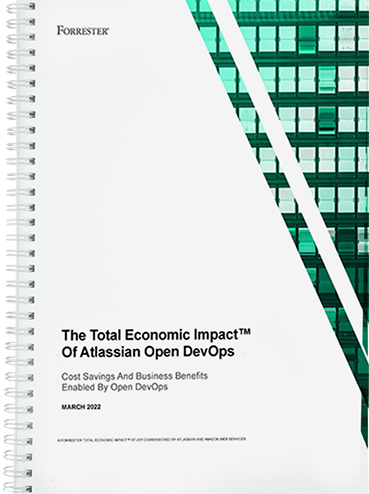 FORRESTER®
The Total Economic Impact™
Of Atlassian Open DevOps
Cost Savings And Business Benefits
Enabled By Open DevOps
MARCH 2022
A FORRESTER TOTAL ECONOMIC IMPACT™ STUDY COMMISSIONED BY ATLASSIAN AND AMAZON WEB SERVICES